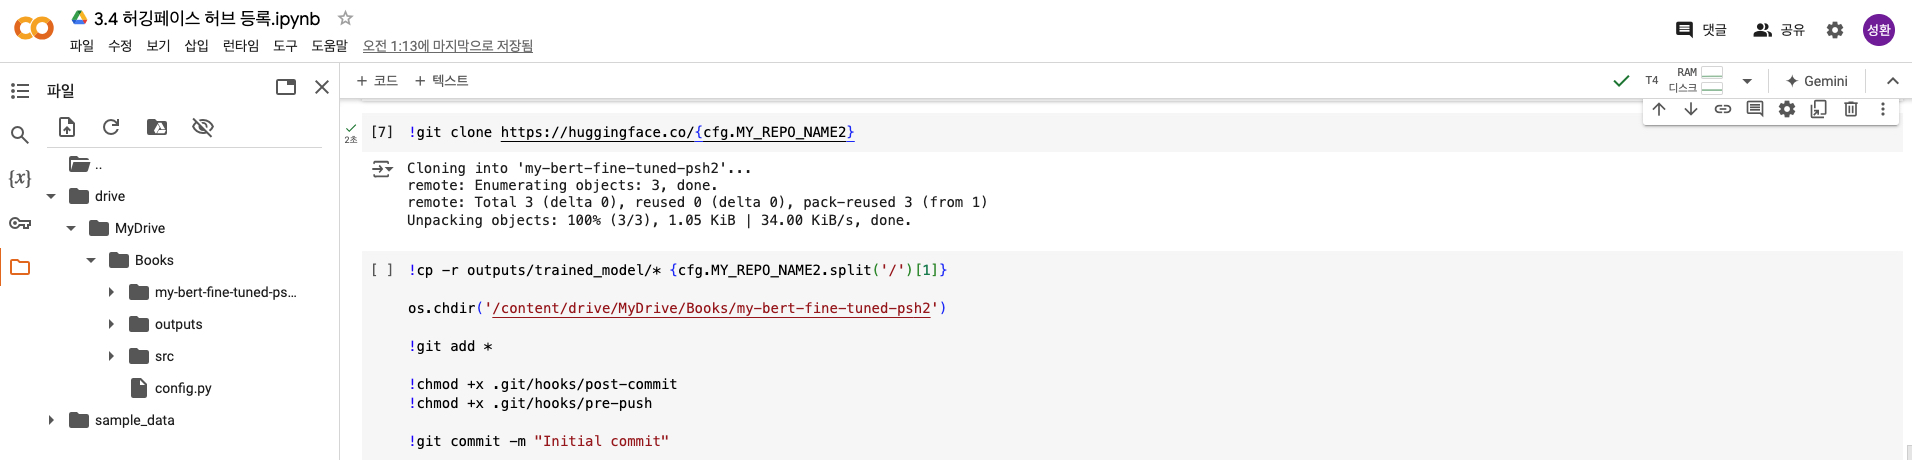 3.4 허깅페이스 허브 등록.ipynb
파일 수정 보기 삽입 런타임 도구 도움말 오전 1:13에 마지막으로 저장됨
댓글 공유 성환
파일
+ 코드 + 텍스트
T4 RAM 디스크 Gemini
..
drive
MyDrive
Books
my-bert-fine-tuned-ps...
outputs
src
config.py
sample_data
{x}
2초
[7] !git clone https://huggingface.co/{cfg.MY_REPO_NAME2}
Cloning into 'my-bert-fine-tuned-psh2'...
remote: Enumerating objects: 3, done.
remote: Total 3 (delta 0), reused 0 (delta 0), pack-reused 3 (from 1)
Unpacking objects: 100% (3/3), 1.05 KiB | 34.00 KiB/s, done.
[ ] !cp -r outputs/trained_model/* {cfg.MY_REPO_NAME2.split('/')[1]}
os.chdir('/content/drive/MyDrive/Books/my-bert-fine-tuned-psh2')
!git add *
!chmod +x .git/hooks/post-commit
!chmod +x .git/hooks/pre-push
!git commit -m "Initial commit"